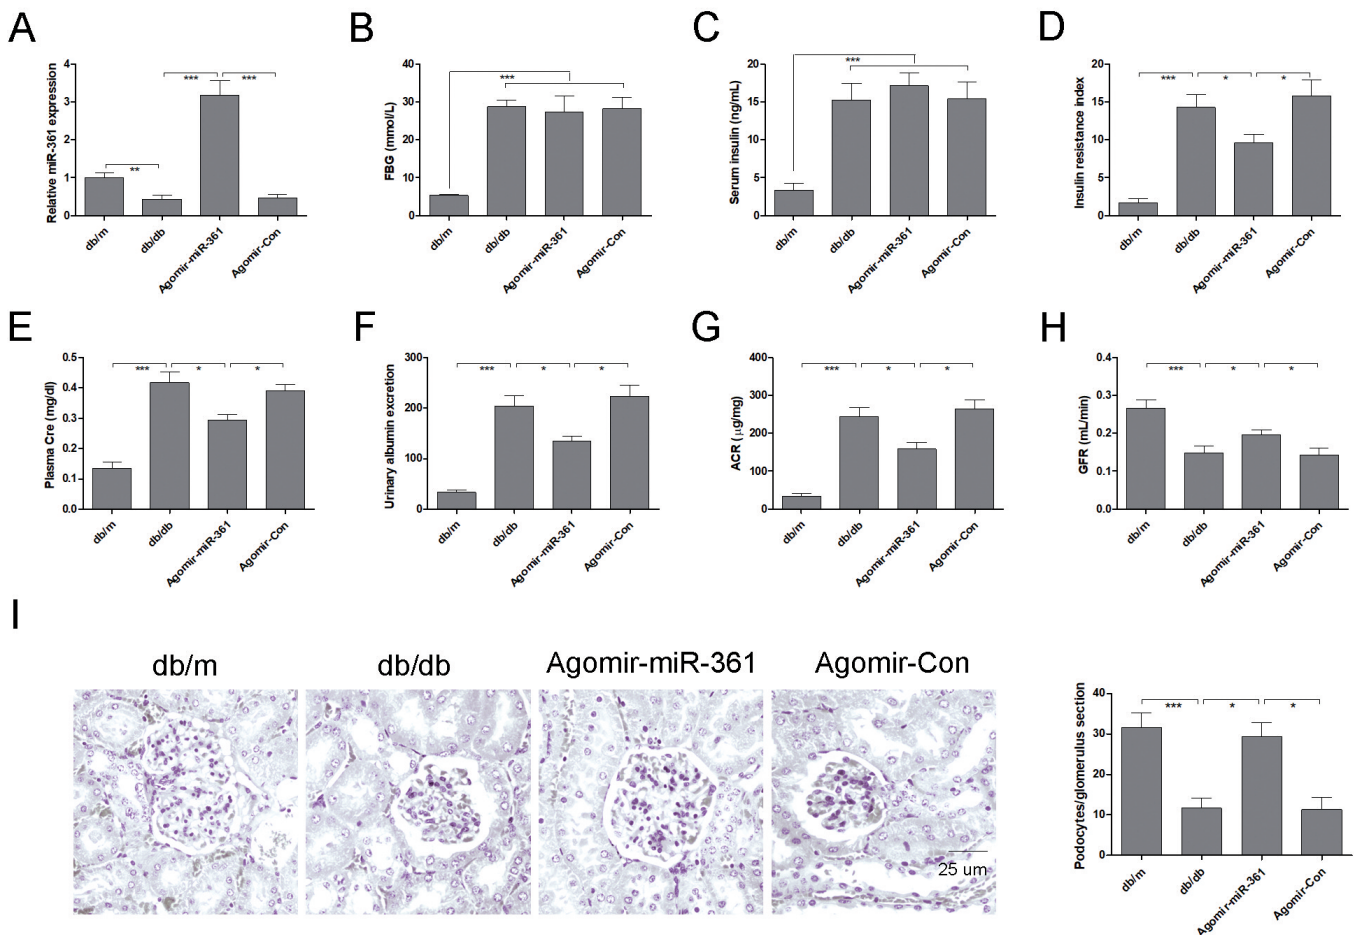 A
Relative miR-361 expression
4
3
2
1
0
***
***
**
db/m
db/db
Agomir-miR-361
Agomir-Con
B
FBG (mmol/L)
40
30
20
10
0
***
db/m
db/db
Agomir-miR-361
Agomir-Con
C
Serum insulin (ng/mL)
20
15
10
5
0
***
db/m
db/db
Agomir-miR-361
Agomir-Con
D
Insulin resistance index
20
15
10
5
0
***
*
*
db/m
db/db
Agomir-miR-361
Agomir-Con
E
Plasma Cre (mg/dl)
0.5
0.4
0.3
0.2
0.1
0.0
***
*
*
db/m
db/db
Agomir-miR-361
Agomir-Con
F
Urinary albumin excretion
300
200
100
0
***
*
*
db/m
db/db
Agomir-miR-361
Agomir-Con
G
ACR (μg/mg)
400
300
200
100
0
***
*
*
db/m
db/db
Agomir-miR-361
Agomir-Con
H
GFR (mL/min)
0.4
0.3
0.2
0.1
0.0
***
*
*
db/m
db/db
Agomir-miR-361
Agomir-Con
I
db/m
db/db
Agomir-miR-361
Agomir-Con
25 um
Podocytes/glomerulus section
40
30
20
10
0
***
*
*
db/m
db/db
Agomir-miR-361
Agomir-Con